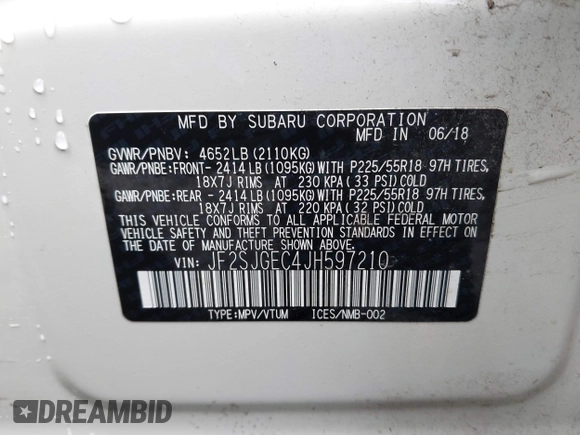 MFD BY SUBARU CORPORATION
MFD IN 06/18
GVWR/PNBV: 4652LB (2110KG)
GAWR/PNBE:FRONT- 2414LB(1095KG)WITH P225/55R18 97H TIRES,
18X7J RIMS AT 230 KPA (33 PSI)COLD
GAWR/PNBE:REAR - 2414LB(1095KG)WITH P225/55R18 97H TIRES,
18X7J RIMS AT 220 KPA (32 PSI)COLD
THIS VEHICLE CONFORMS TO ALL APPLICABLE FEDERAL MOTOR
VEHICLE SAFETY, BUMPER, AND THEFT PREVENTION STANDARDS
IN EFFECT ON THE DATE OF MANUFACTURE SHOWN ABOVE.
VIN: JF2SJGEC4JH597210
TYPE:MPV/VTUM ICES/NMB-002
DREAMBID